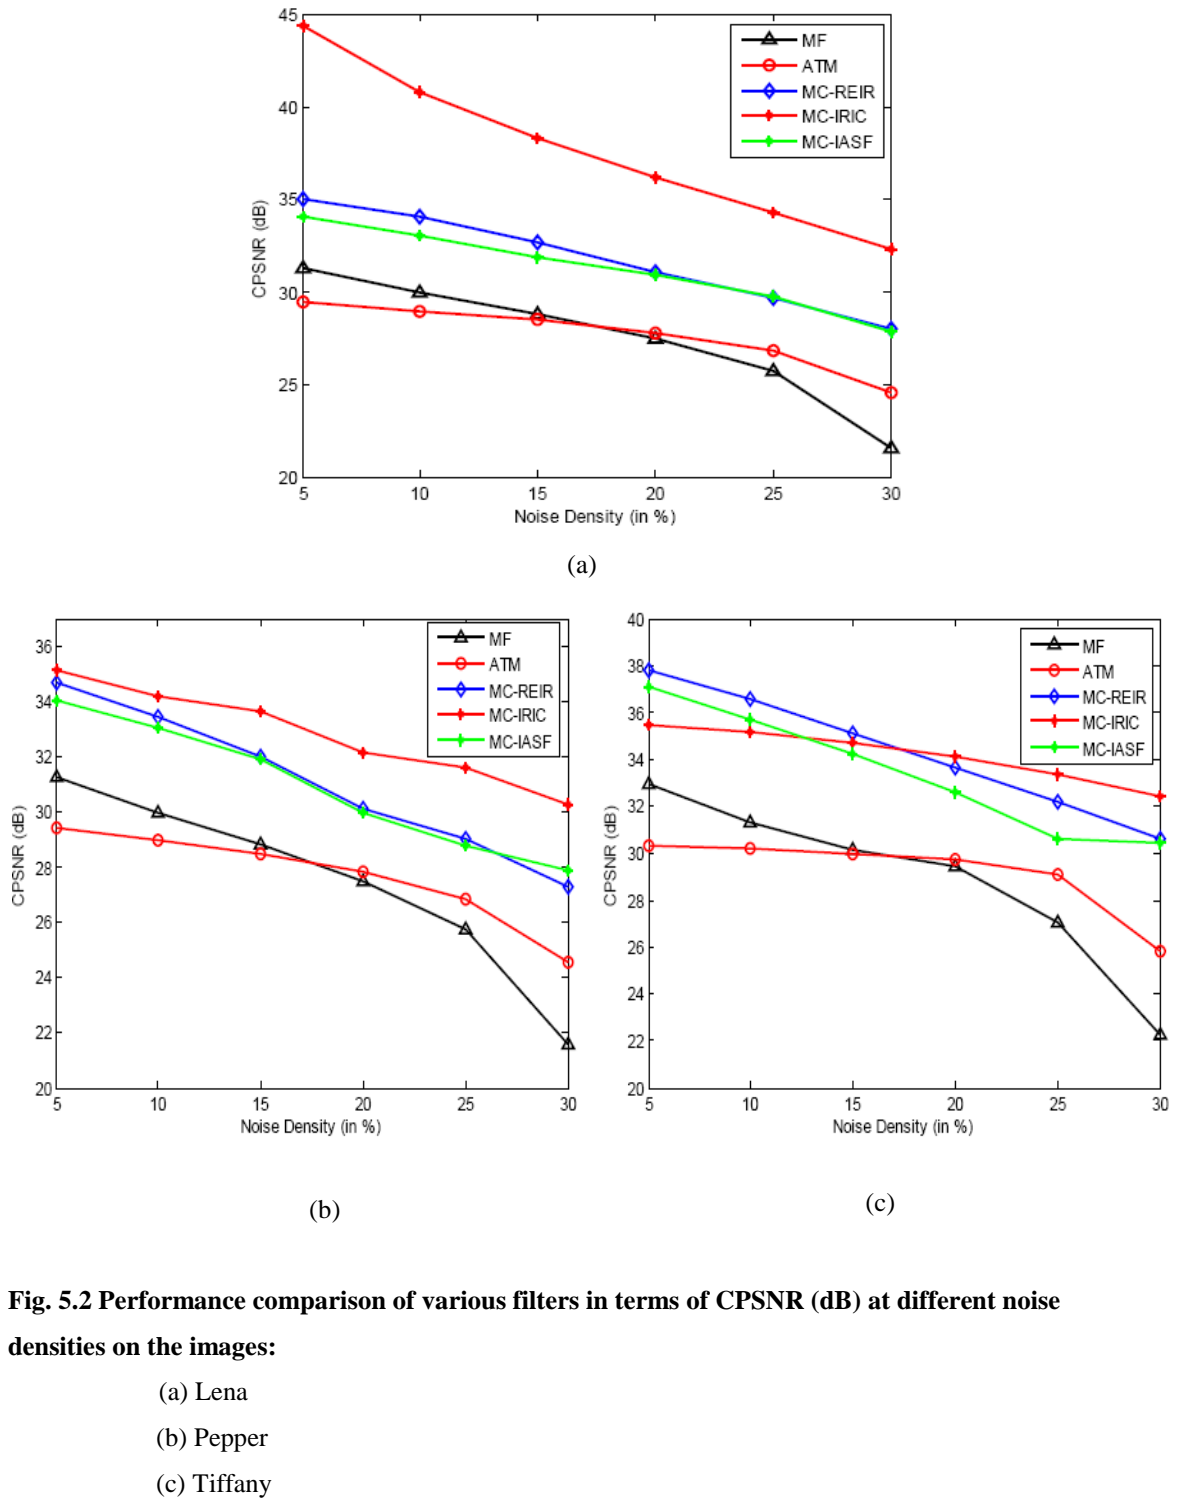 45
40
35
30
25
20
CPSNR (dB)
5 10 15 20 25 30
Noise Density (in %)
MF
ATM
MC-REIR
MC-IRIC
MC-IASF
(a)
36
34
32
30
28
26
24
22
20
CPSNR (dB)
5 10 15 20 25 30
Noise Density (in %)
MF
ATM
MC-REIR
MC-IRIC
MC-IASF
(b)
40
38
36
34
32
30
28
26
24
22
20
CPSNR (dB)
5 10 15 20 25 30
Noise Density (in %)
MF
ATM
MC-REIR
MC-IRIC
MC-IASF
(c)
Fig. 5.2 Performance comparison of various filters in terms of CPSNR (dB) at different noise
densities on the images:
(a) Lena
(b) Pepper
(c) Tiffany